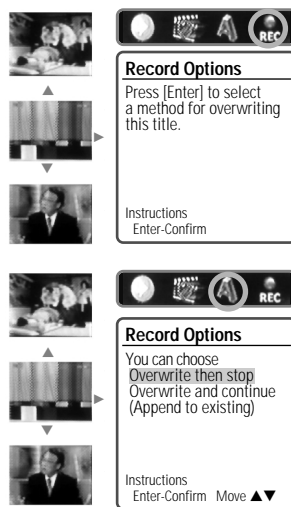 REC
Record Options
Press [Enter] to select
a method for overwriting
this title.
Instructions
Enter-Confirm
REC
Record Options
You can choose
Overwrite then stop
Overwrite and continue
(Append to existing)
Instructions
Enter-Confirm Move ▲▼